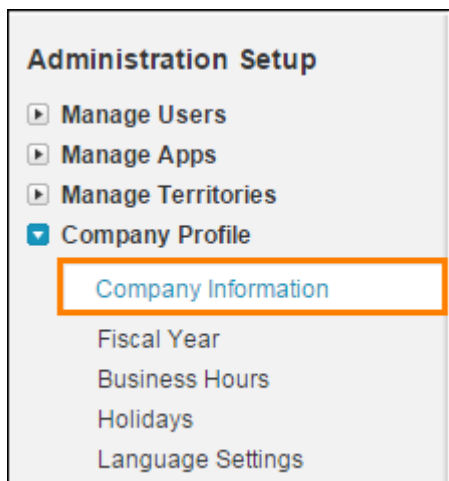 Administration Setup
Manage Users
Manage Apps
Manage Territories
Company Profile
Company Information
Fiscal Year
Business Hours
Holidays
Language Settings